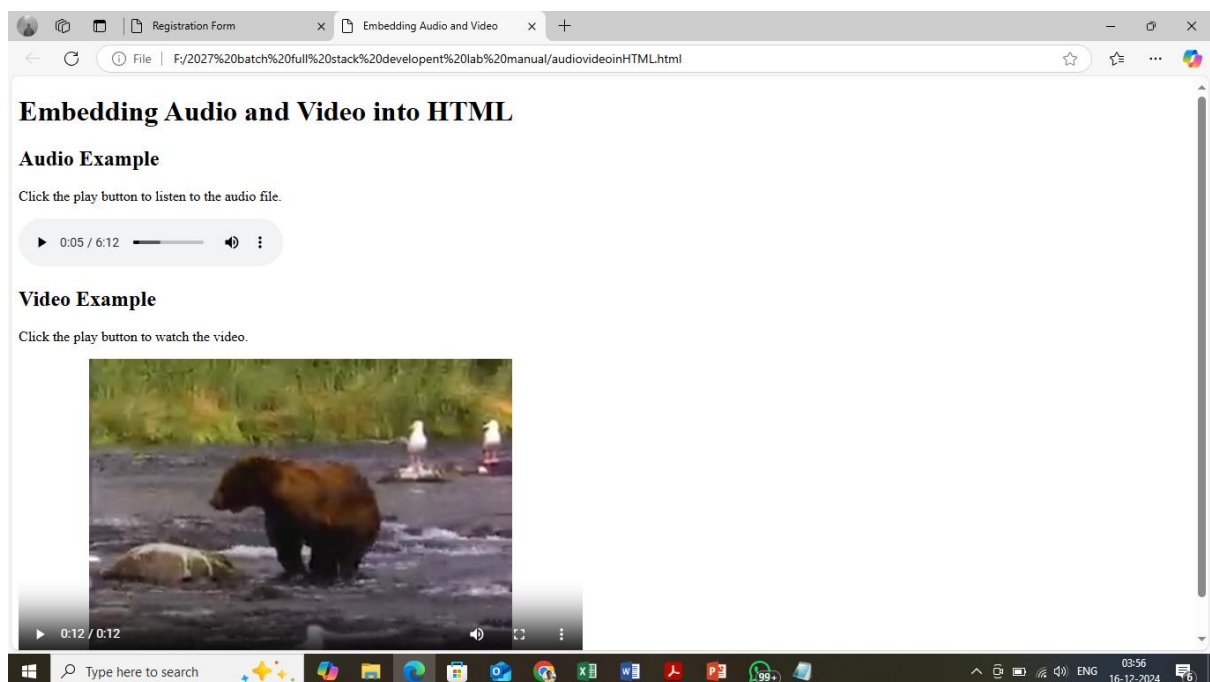 Registration Form
Embedding Audio and Video
File
F:/2027%20batch%20full%20stack%20developent%20lab%20manual/audiovideoinHTML.html
Embedding Audio and Video into HTML
Audio Example
Click the play button to listen to the audio file.
0:05 / 6:12
Video Example
Click the play button to watch the video.
0:12 / 0:12
Type here to search
99+
ENG
03:56
16-12-2024
6